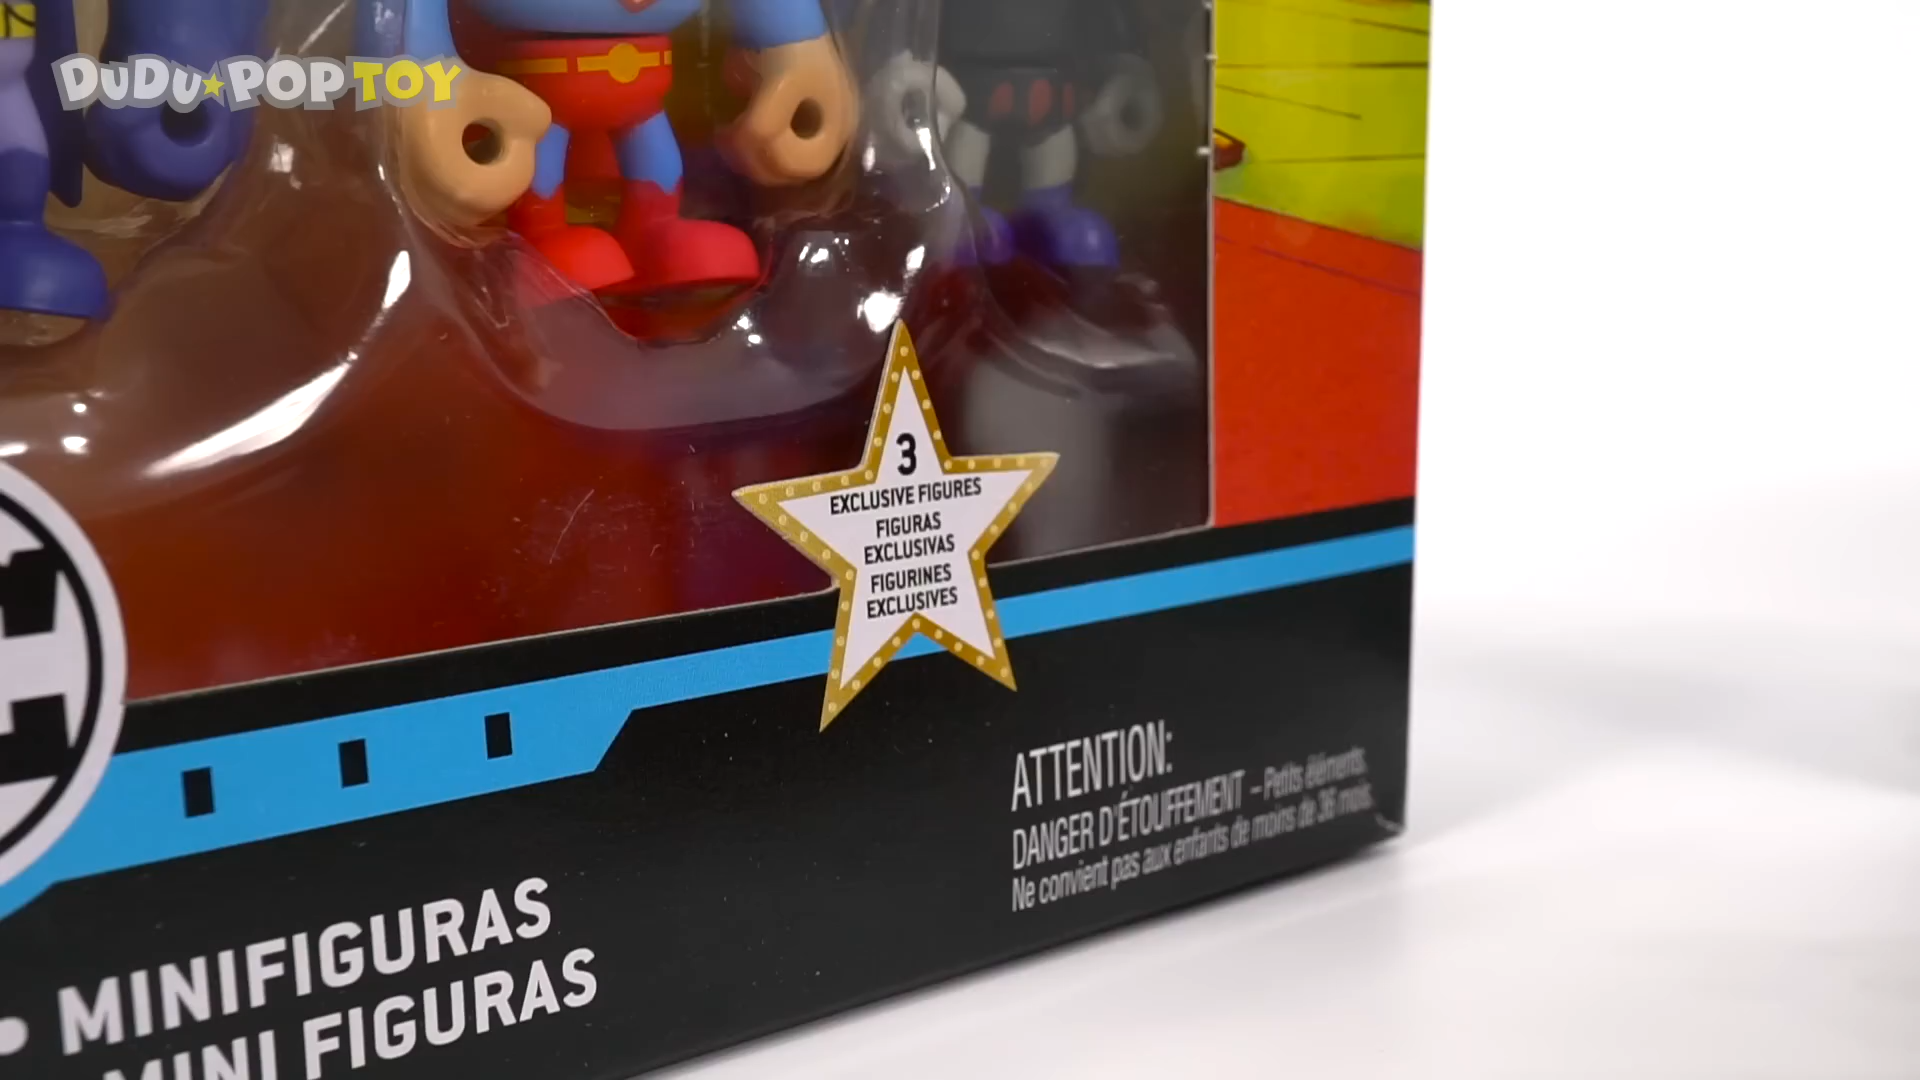 DUDU★POPTOY
3
EXCLUSIVE FIGURES
FIGURAS
EXCLUSIVAS
FIGURINES
EXCLUSIVES
ATTENTION:
DANGER D'ÉTOUFFEMENT – Petits éléments.
Ne convient pas aux enfants de moins de 36 mois.
• MINIFIGURAS
MINI FIGURAS